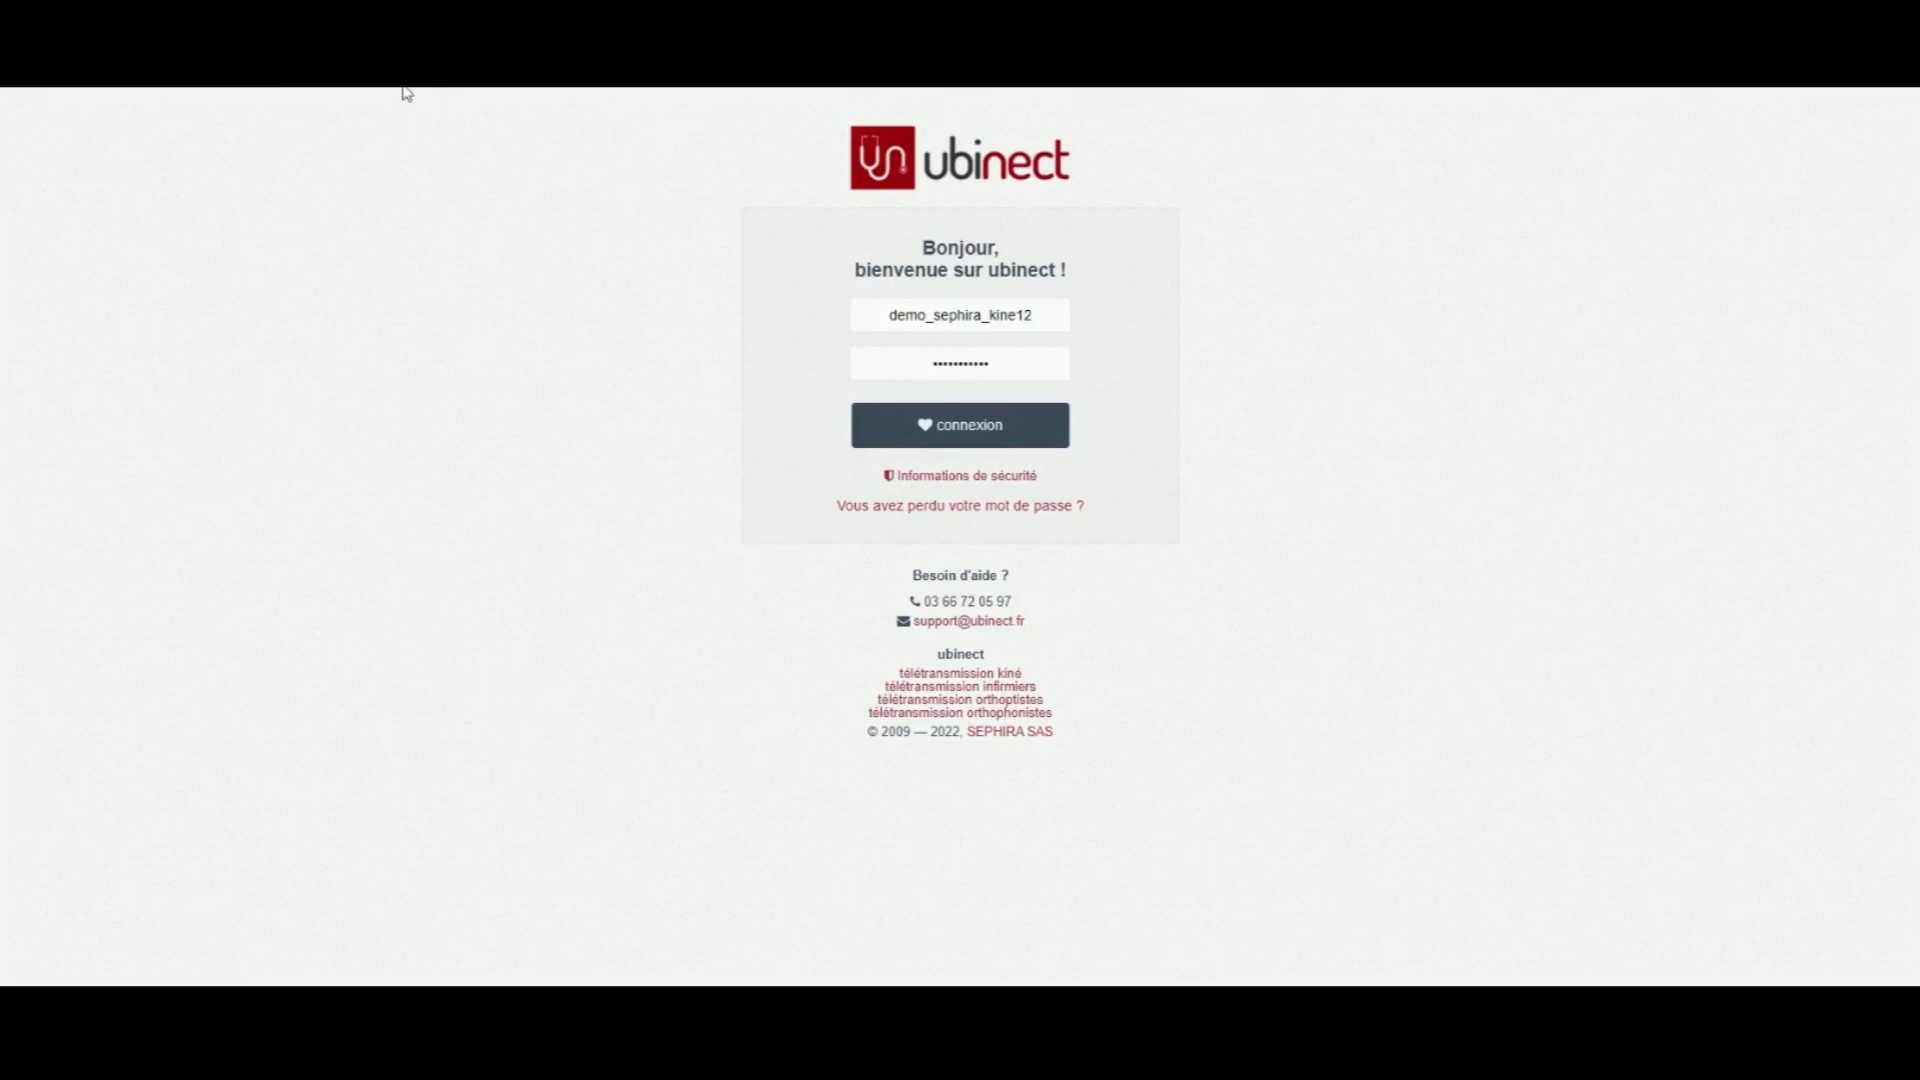 ubinect
Bonjour,
bienvenue sur ubinect !
demo_sephira_kine12
•••••••••••
connexion
Informations de sécurité
Vous avez perdu votre mot de passe ?
Besoin d'aide ?
03 66 72 05 97
support@ubinect.fr
ubinect
télétransmission kiné
télétransmission infirmiers
télétransmission orthoptistes
télétransmission orthophonistes
© 2009 — 2022, SEPHIRA SAS